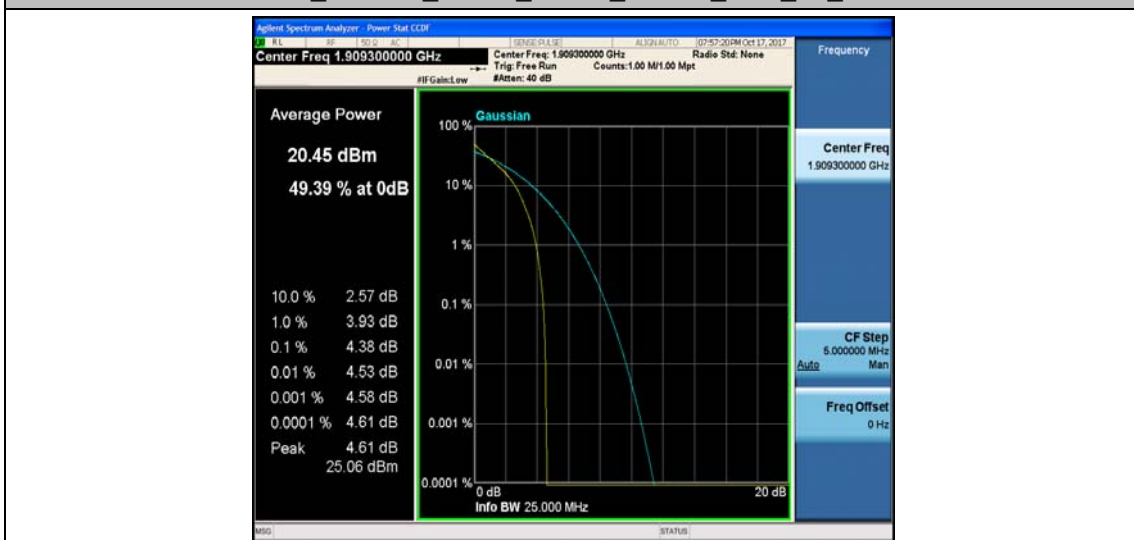 Agilent Spectrum Analyzer - Power Stat CCDF
RL RF 50 Ω AC SENSE:PULSE ALIGN AUTO 07:57:20PM Oct 17, 2017
Center Freq 1.909300000 GHz
Center Freq: 1.909300000 GHz Radio Std: None
Trig: Free Run Counts:1.00 M/1.00 Mpt
#IFGain:Low #Atten: 40 dB
Frequency
Center Freq
1.909300000 GHz
CF Step
5.000000 MHz
Auto Man
Freq Offset
0 Hz
Average Power
20.45 dBm
49.39 % at 0dB
10.0 % 2.57 dB
1.0 % 3.93 dB
0.1 % 4.38 dB
0.01 % 4.53 dB
0.001 % 4.58 dB
0.0001 % 4.61 dB
Peak 4.61 dB
25.06 dBm
Gaussian
100 %
10 %
1 %
0.1 %
0.01 %
0.001 %
0.0001 %
0 dB 20 dB
Info BW 25.000 MHz
MSG STATUS